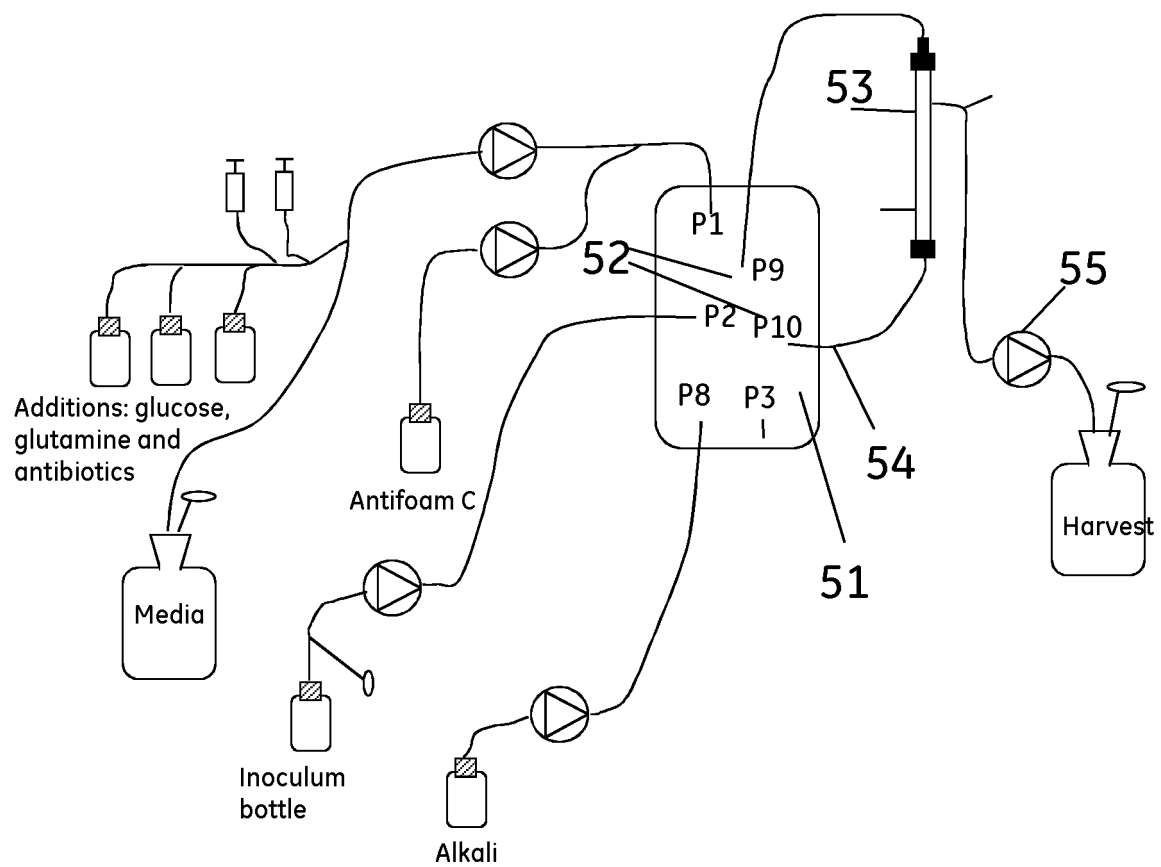 53
P1
52
P9
55
P2
P10
P8
P3
Additions: glucose,
glutamine and
antibiotics
54
Antifoam C
Harvest
51
Media
Inoculum
bottle
Alkali